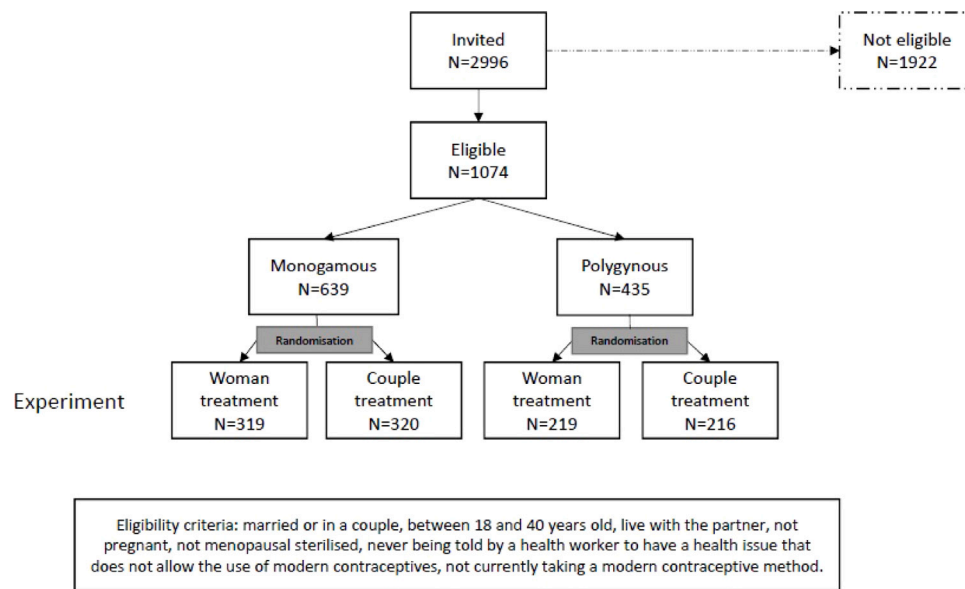 Invited
N=2996
Not eligible
N=1922
Eligible
N=1074
Monogamous
N=639
Polygynous
N=435
Randomisation
Randomisation
Experiment
Woman
treatment
N=319
Couple
treatment
N=320
Woman
treatment
N=219
Couple
treatment
N=216
Eligibility criteria: married or in a couple, between 18 and 40 years old, live with the partner, not
pregnant, not menopausal sterilised, never being told by a health worker to have a health issue that
does not allow the use of modern contraceptives, not currently taking a modern contraceptive method.